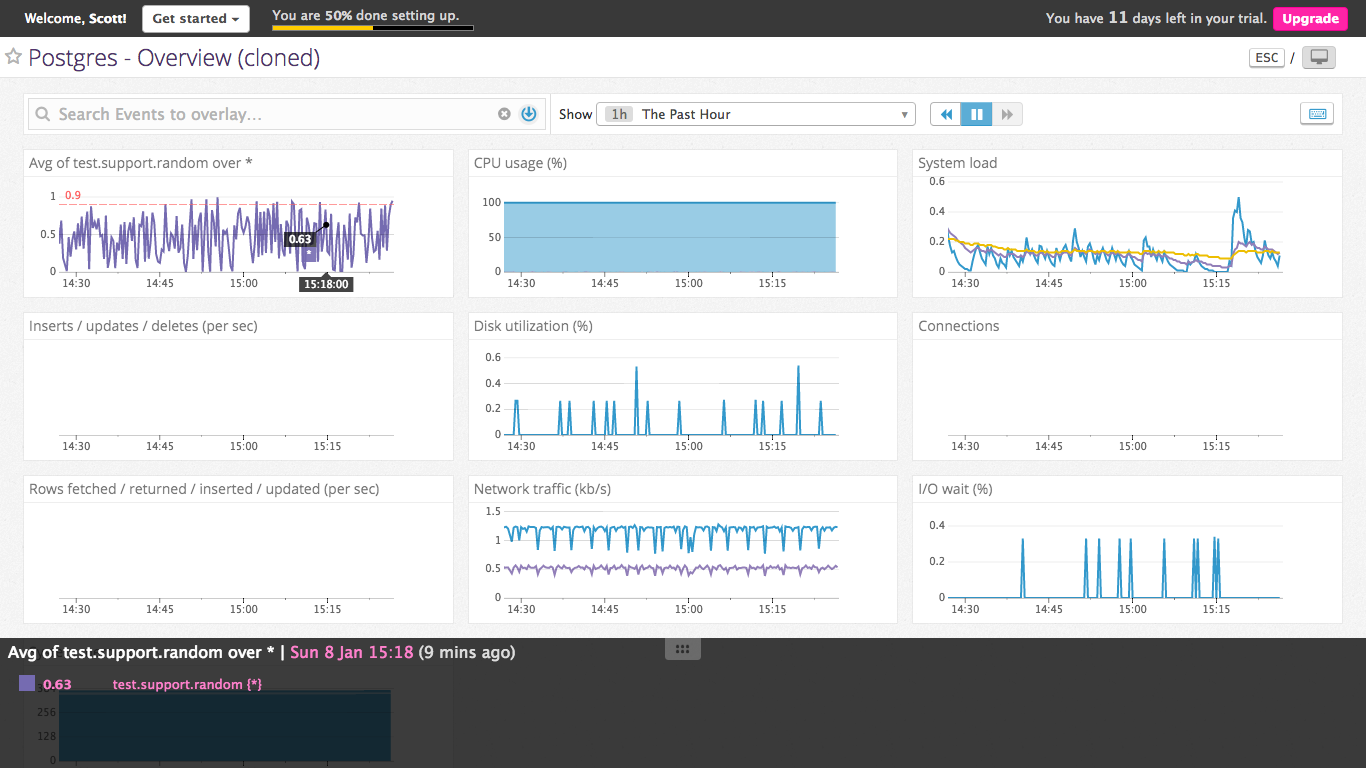 Welcome, Scott! Get started You are 50% done setting up. You have 11 days left in your trial. Upgrade
Postgres - Overview (cloned) ESC /
Search Events to overlay... Show 1h The Past Hour
Avg of test.support.random over *
1 0.9
0.5
0.63
0
14:30 14:45 15:00 15:18:00
CPU usage (%)
100
50
0
14:30 14:45 15:00 15:15
System load
0.6
0.4
0.2
0
14:30 14:45 15:00 15:15
Inserts / updates / deletes (per sec)
14:30 14:45 15:00 15:15
Disk utilization (%)
0.6
0.4
0.2
0
14:30 14:45 15:00 15:15
Connections
14:30 14:45 15:00 15:15
Rows fetched / returned / inserted / updated (per sec)
14:30 14:45 15:00 15:15
Network traffic (kb/s)
1.5
1
0.5
0
14:30 14:45 15:00 15:15
I/O wait (%)
0.4
0.2
0
14:30 14:45 15:00 15:15
Avg of test.support.random over * | Sun 8 Jan 15:18 (9 mins ago)
0.63 test.support.random {*}
256
128
0